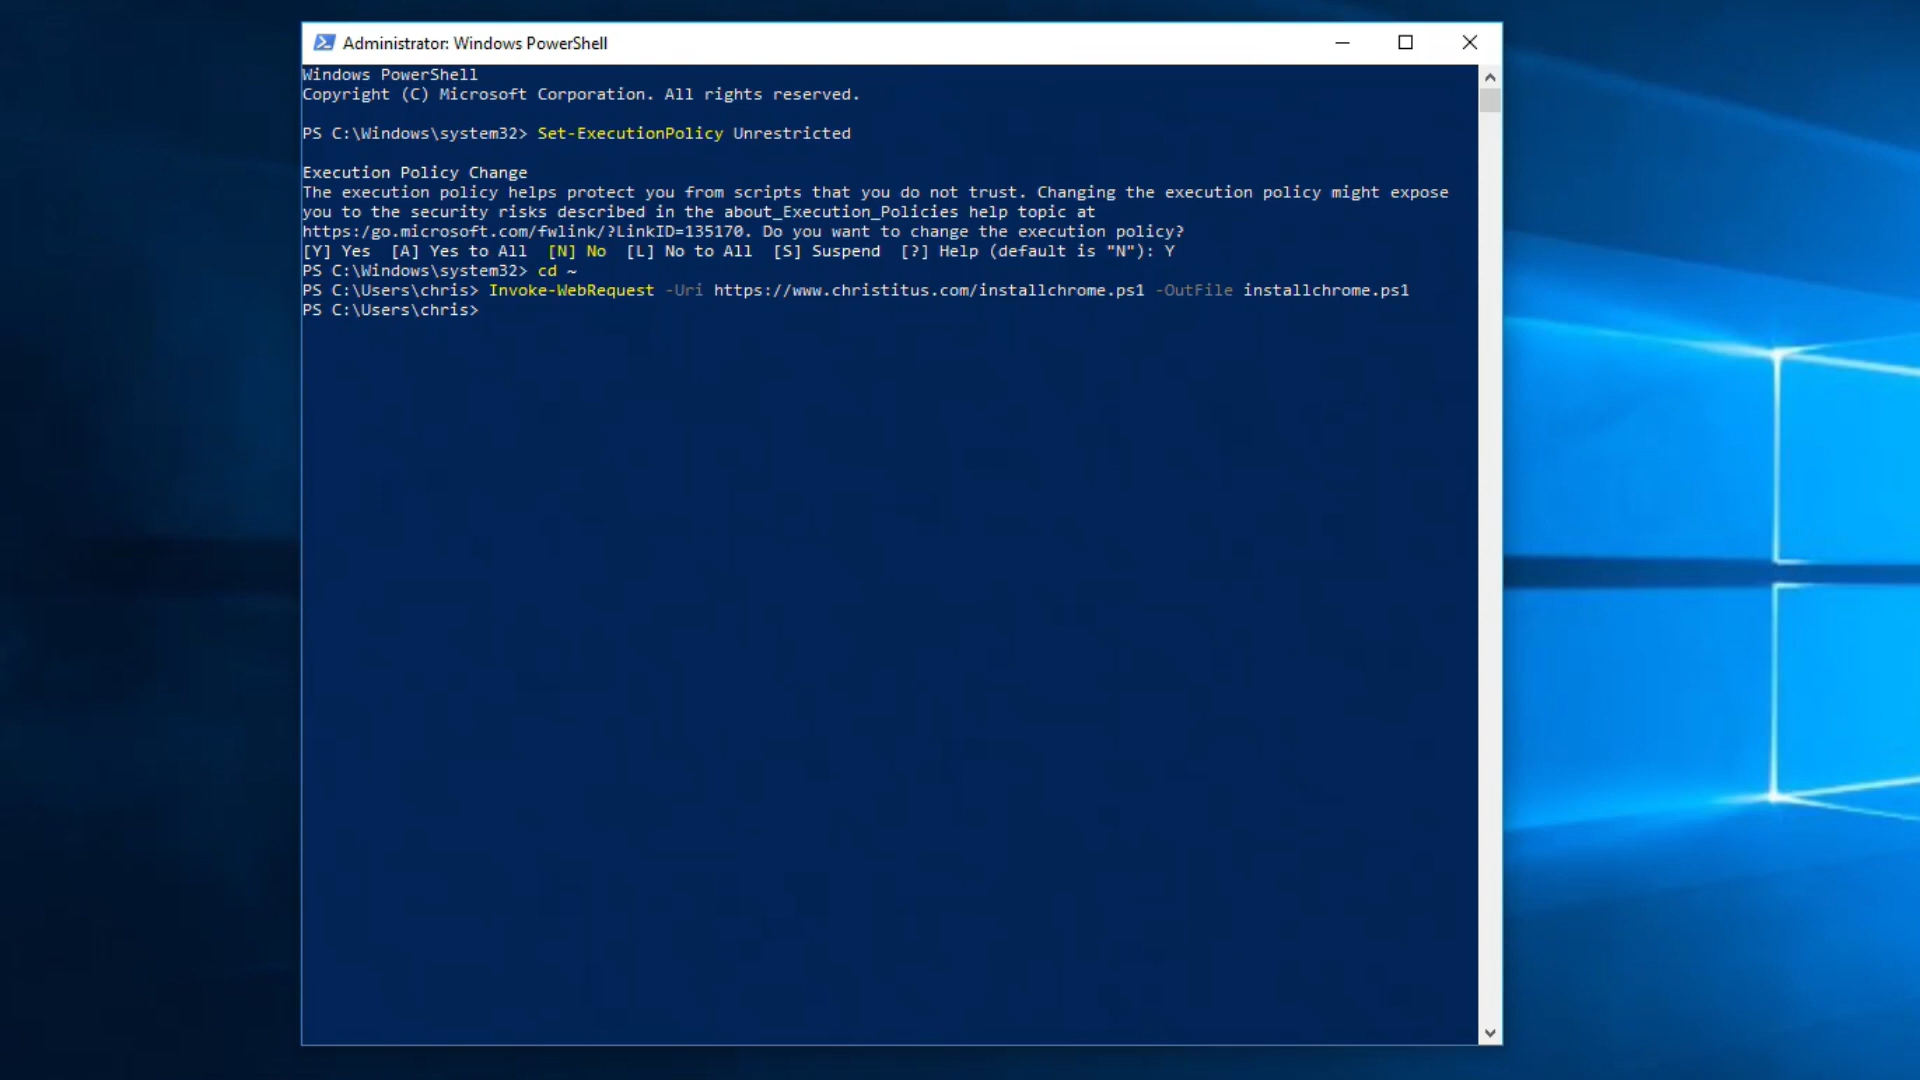 Administrator: Windows PowerShell
Windows PowerShell
Copyright (C) Microsoft Corporation. All rights reserved.
PS C:\Windows\system32> Set-ExecutionPolicy Unrestricted
Execution Policy Change
The execution policy helps protect you from scripts that you do not trust. Changing the execution policy might expose
you to the security risks described in the about_Execution_Policies help topic at
https:/go.microsoft.com/fwlink/?LinkID=135170. Do you want to change the execution policy?
[Y] Yes  [A] Yes to All  [N] No  [L] No to All  [S] Suspend  [?] Help (default is "N"): Y
PS C:\Windows\system32> cd ~
PS C:\Users\chris> Invoke-WebRequest -Uri https://www.christitus.com/installchrome.ps1 -OutFile installchrome.ps1
PS C:\Users\chris>